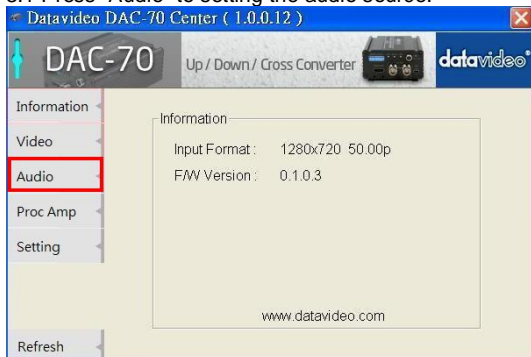 Datavideo DAC-70 Center ( 1.0.0.12 )
DAC-70
Up / Down / Cross Converter
datavideo
Information
Video
Audio
Proc Amp
Setting
Refresh
Information
Input Format : 1280x720 50.00p
F/W Version : 0.1.0.3
www.datavideo.com